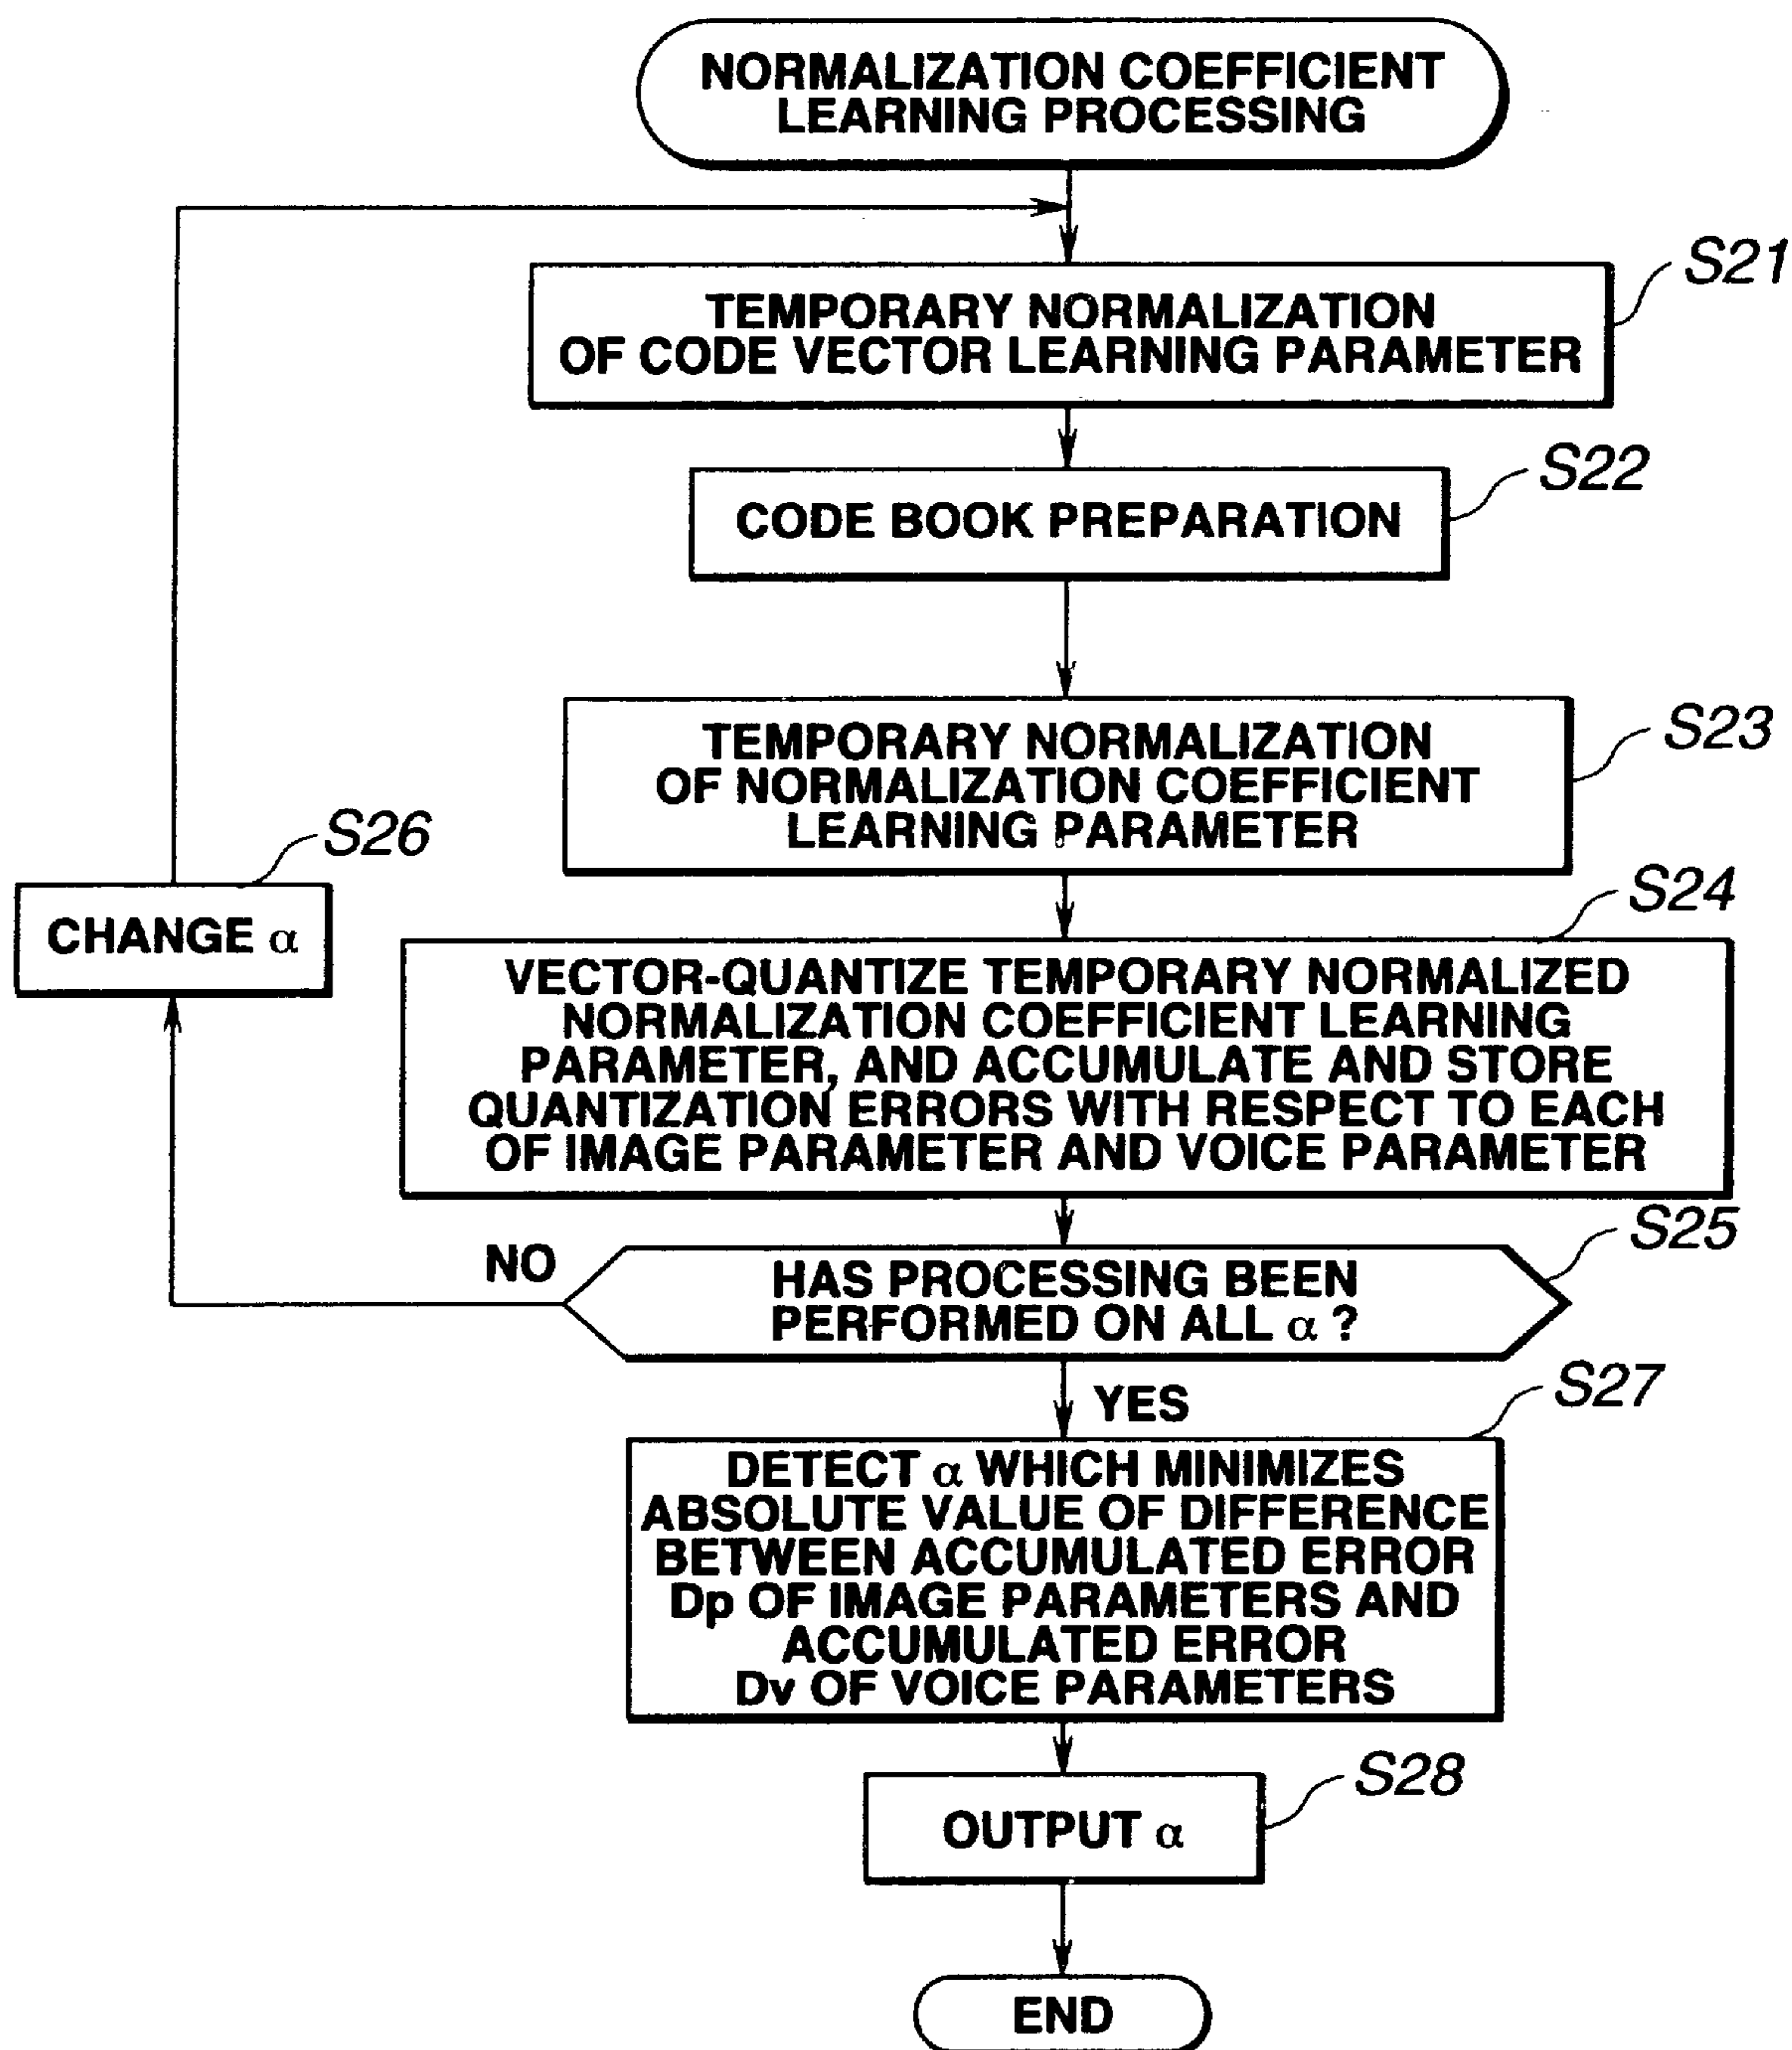 NORMALIZATION COEFFICIENT
LEARNING PROCESSING
S21
TEMPORARY NORMALIZATION
OF CODE VECTOR LEARNING PARAMETER
S22
CODE BOOK PREPARATION
S23
TEMPORARY NORMALIZATION
OF NORMALIZATION COEFFICIENT
LEARNING PARAMETER
S26
CHANGE α
S24
VECTOR-QUANTIZE TEMPORARY NORMALIZED
NORMALIZATION COEFFICIENT LEARNING
PARAMETER, AND ACCUMULATE AND STORE
QUANTIZATION ERRORS WITH RESPECT TO EACH
OF IMAGE PARAMETER AND VOICE PARAMETER
S25
NO
HAS PROCESSING BEEN
PERFORMED ON ALL α ?
YES
S27
DETECT α WHICH MINIMIZES
ABSOLUTE VALUE OF DIFFERENCE
BETWEEN ACCUMULATED ERROR
Dp OF IMAGE PARAMETERS AND
ACCUMULATED ERROR
Dv OF VOICE PARAMETERS
S28
OUTPUT α
END